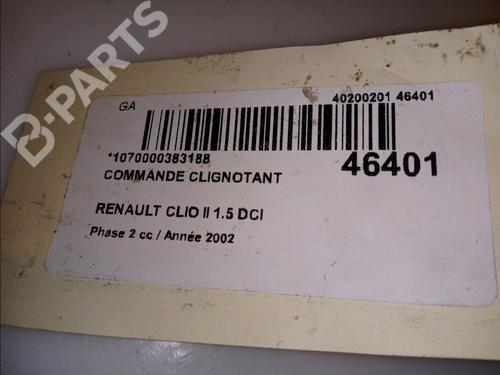 B-PARTS
GA
40200201 46401
*1070000383188
46401
COMMANDE CLIGNOTANT
RENAULT CLIO II 1.5 DCI
Phase 2 cc / Année 2002